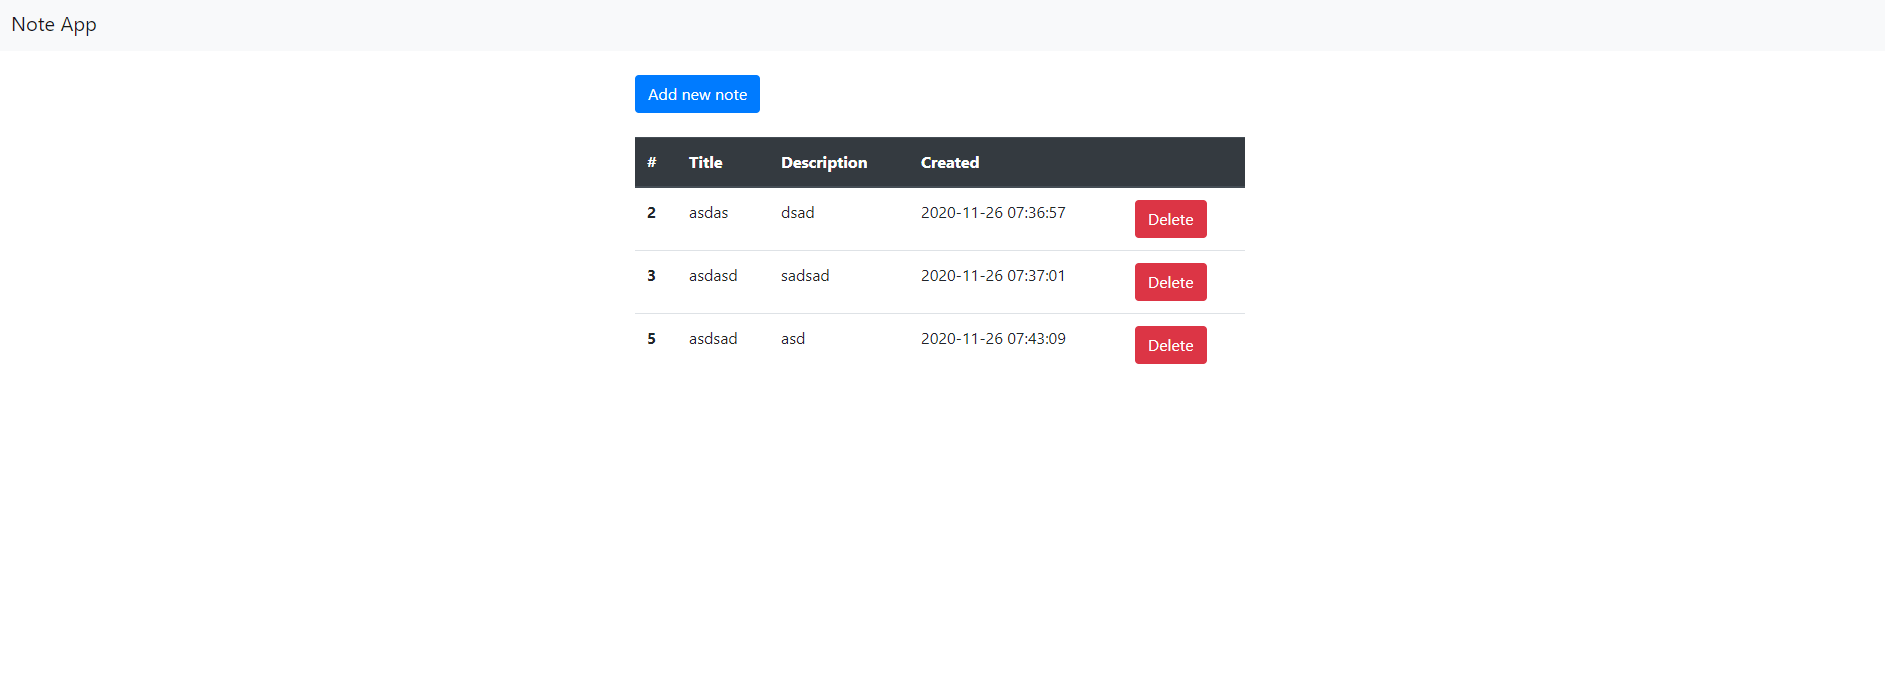 Note App
Add new note
# Title Description Created
2 asdas dsad 2020-11-26 07:36:57 Delete
3 asdasd sadsad 2020-11-26 07:37:01 Delete
5 asdsad asd 2020-11-26 07:43:09 Delete